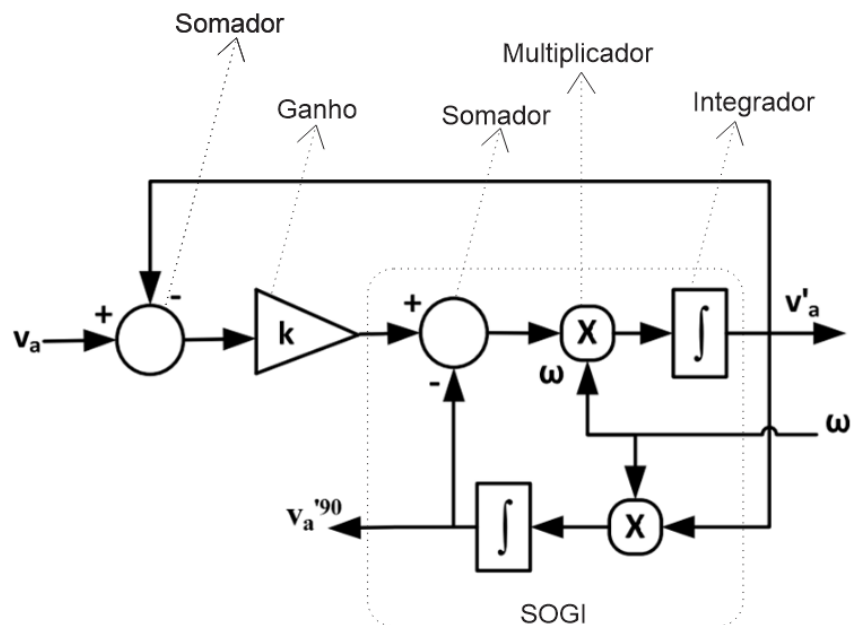 Somador
Multiplicador
Ganho
Somador
Integrador
+
-
vₐ
k
+
-
X
ω
∫
v'ₐ
ω
vₐ'⁹⁰
∫
X
SOGI